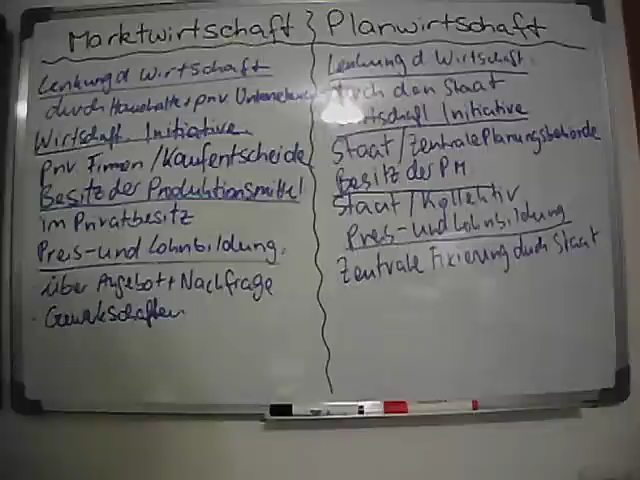 Marktwirtschaft
Lenkung d Wirtschaft
durch Haushalte + priv Unternehmen
Wirtschaft. Initiative
priv. Firmen / Kaufentscheide
Besitz der Produktionsmittel
im Privatbesitz
Preis- und Lohnbildung.
über Angebot + Nachfrage
- Gewerkschaften
Planwirtschaft
Lenkung d Wirtschaft.
durch den Staat
Wirtschaftl Initiative
Staat / Zentrale Planungsbehörde
Besitz der PM
Staat / Kollektiv
Preis- und Lohnbildung
Zentrale Fixierung durch Staat